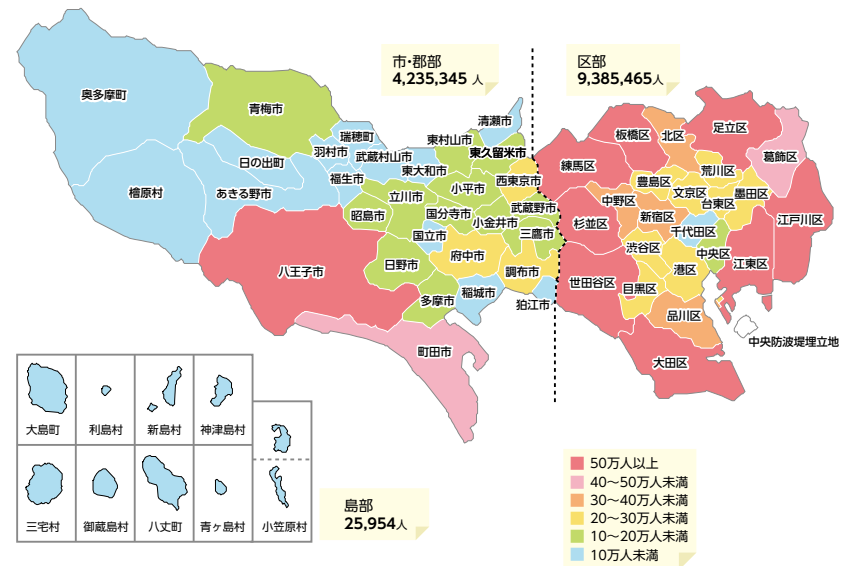 市・郡部
4,235,345 人
区部
9,385,465人
奥多摩町
青梅市
瑞穂町
清瀬市
東村山市
東久留米市
羽村市
武蔵村山市
日の出町
東大和市
西東京市
福生市
小平市
檜原村
あきる野市
立川市
武蔵野市
昭島市
国分寺市
小金井市
国立市
三鷹市
府中市
八王子市
日野市
調布市
多摩市
稲城市
狛江市
町田市
板橋区
北区
足立区
練馬区
葛飾区
荒川区
豊島区
文京区
墨田区
台東区
中野区
新宿区
江戸川区
杉並区
千代田区
渋谷区
中央区
江東区
港区
世田谷区
目黒区
品川区
中央防波堤埋立地
大田区
大島町
利島村
新島村
神津島村
三宅村
御蔵島村
八丈町
青ヶ島村
小笠原村
島部
25,954人
50万人以上
40〜50万人未満
30〜40万人未満
20〜30万人未満
10〜20万人未満
10万人未満